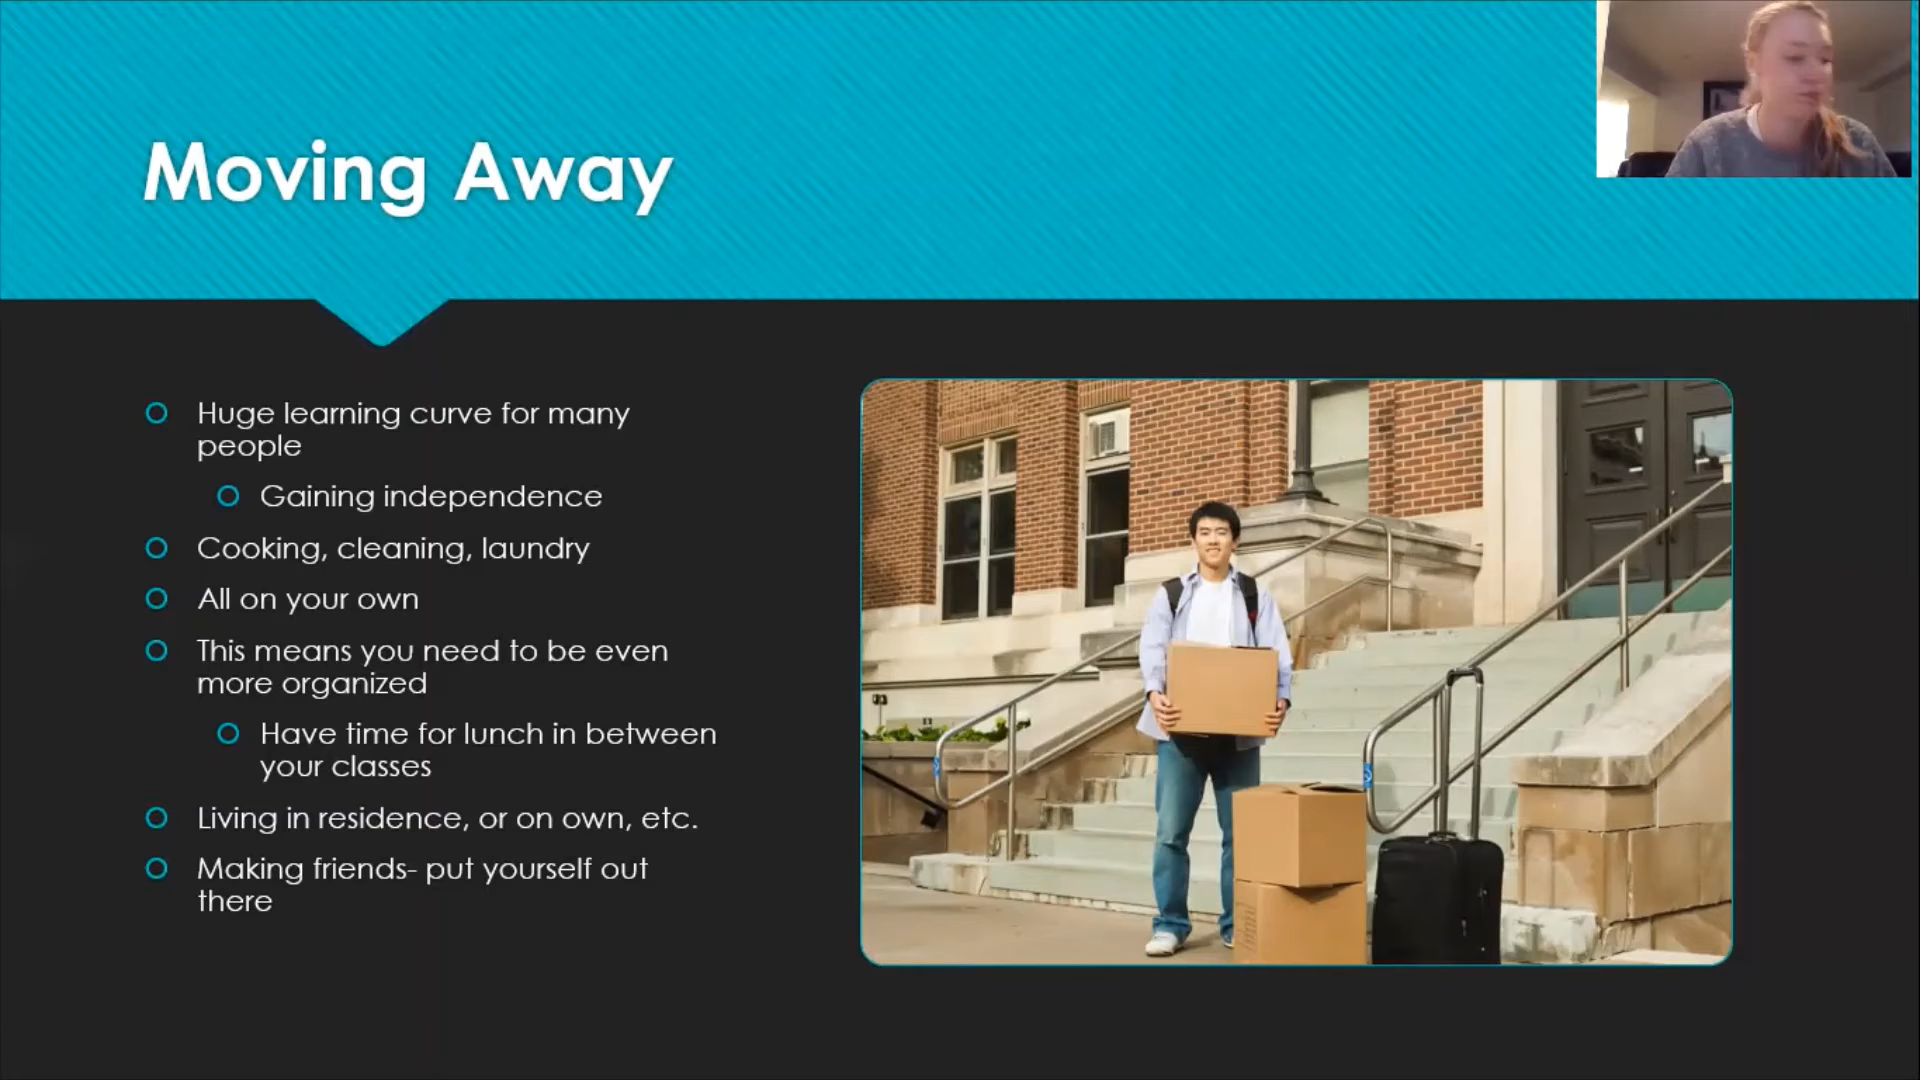 Moving Away
Huge learning curve for many
people
Gaining independence
Cooking, cleaning, laundry
All on your own
This means you need to be even
more organized
Have time for lunch in between
your classes
Living in residence, or on own, etc.
Making friends- put yourself out
there